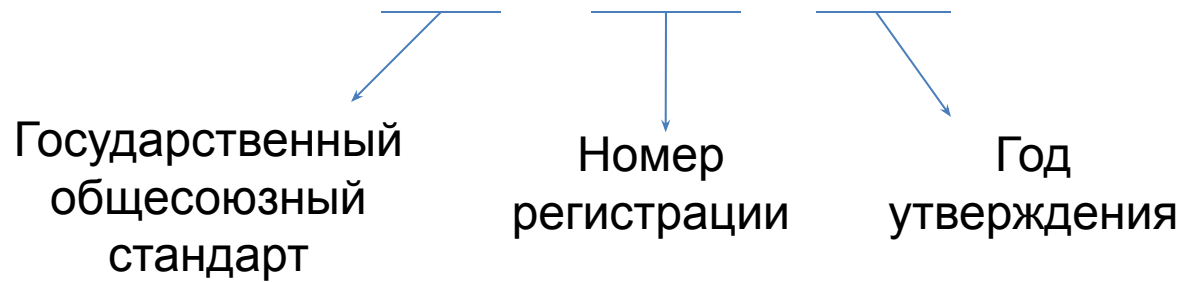 Государственный
общесоюзный
стандарт
Номер
регистрации
Год
утверждения